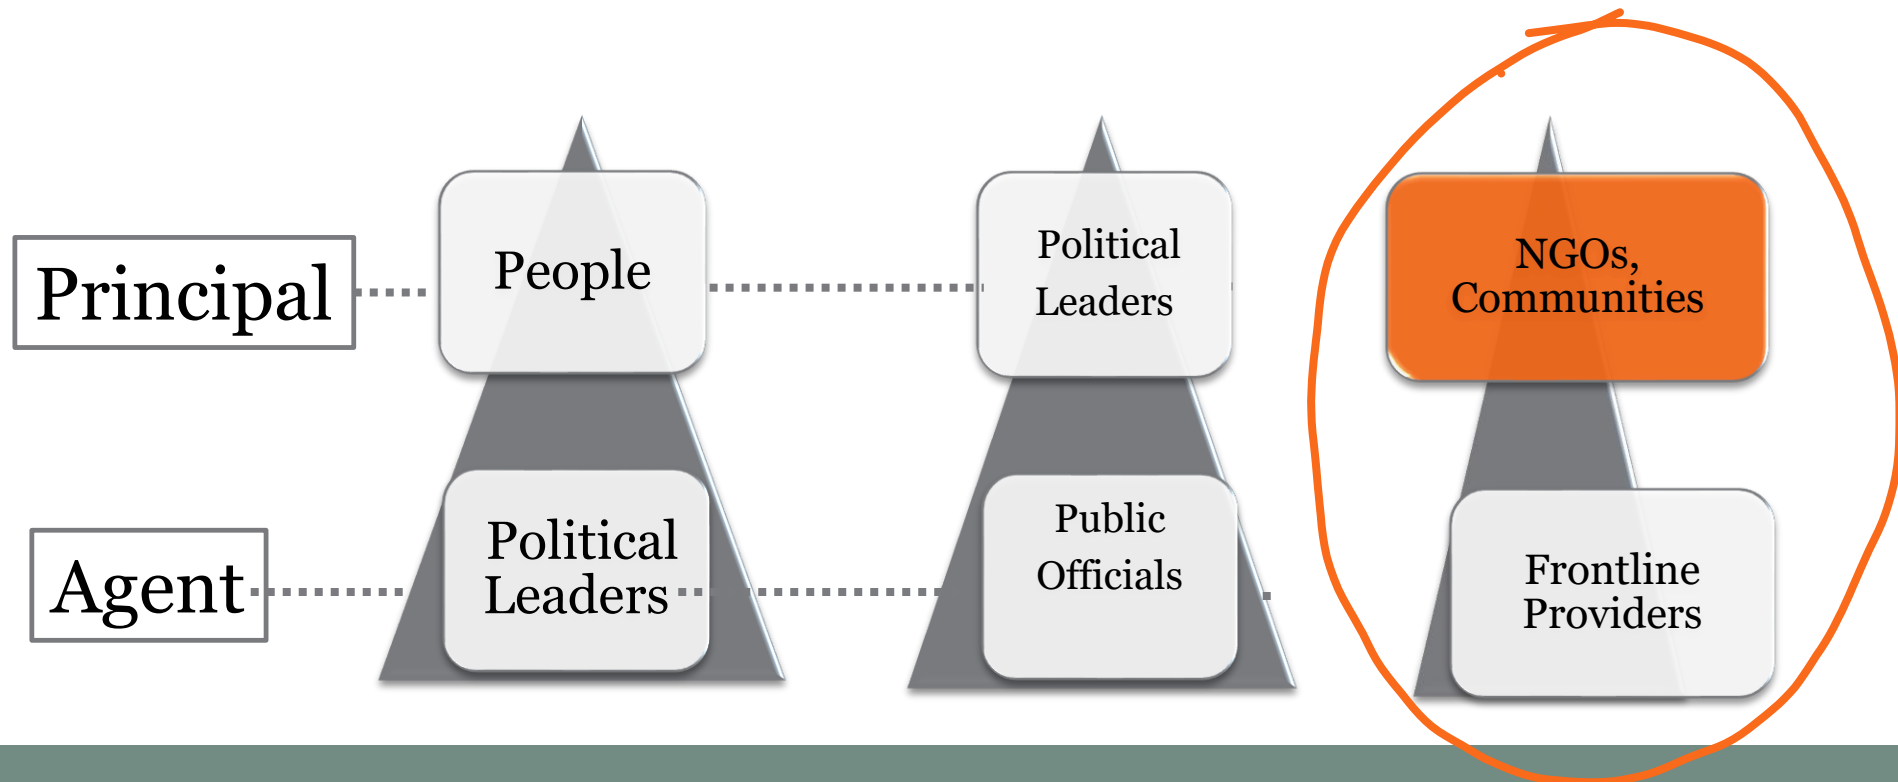 Principal
People
Political
Leaders
NGOs,
Communities
Agent
Political
Leaders
Public
Officials
Frontline
Providers